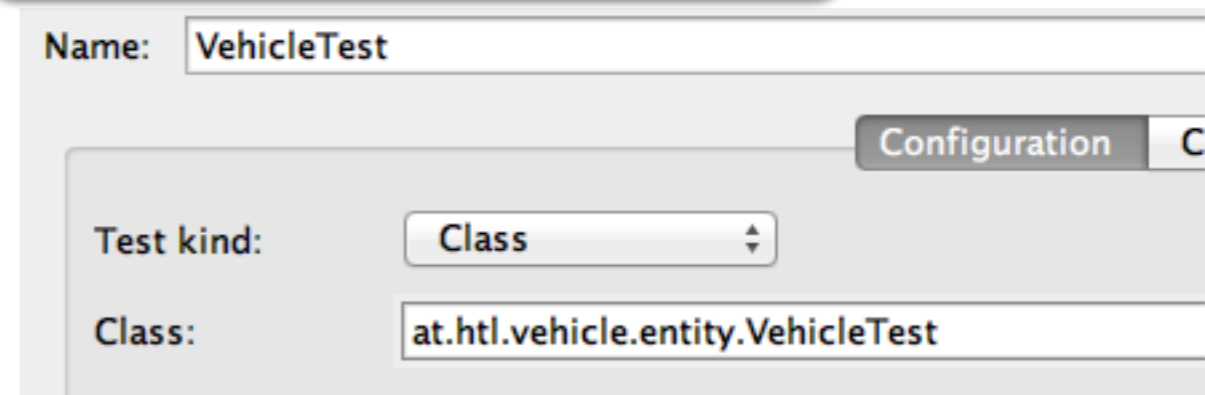 Name: VehicleTest
Configuration C
Test kind: Class
Class: at.htl.vehicle.entity.VehicleTest